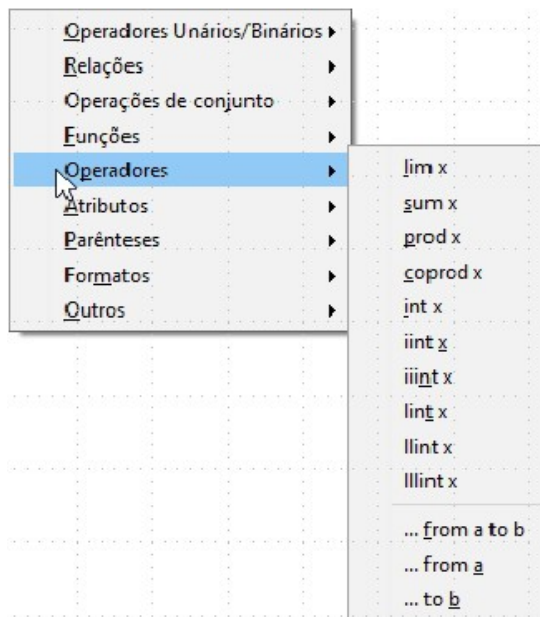 Operadores Unários/Binários
Relações
Operações de conjunto
Funções
Operadores
Atributos
Parênteses
Formatos
Outros
lim x
sum x
prod x
coprod x
int x
iint x
iiint x
lint x
llint x
lllint x
... from a to b
... from a
... to b